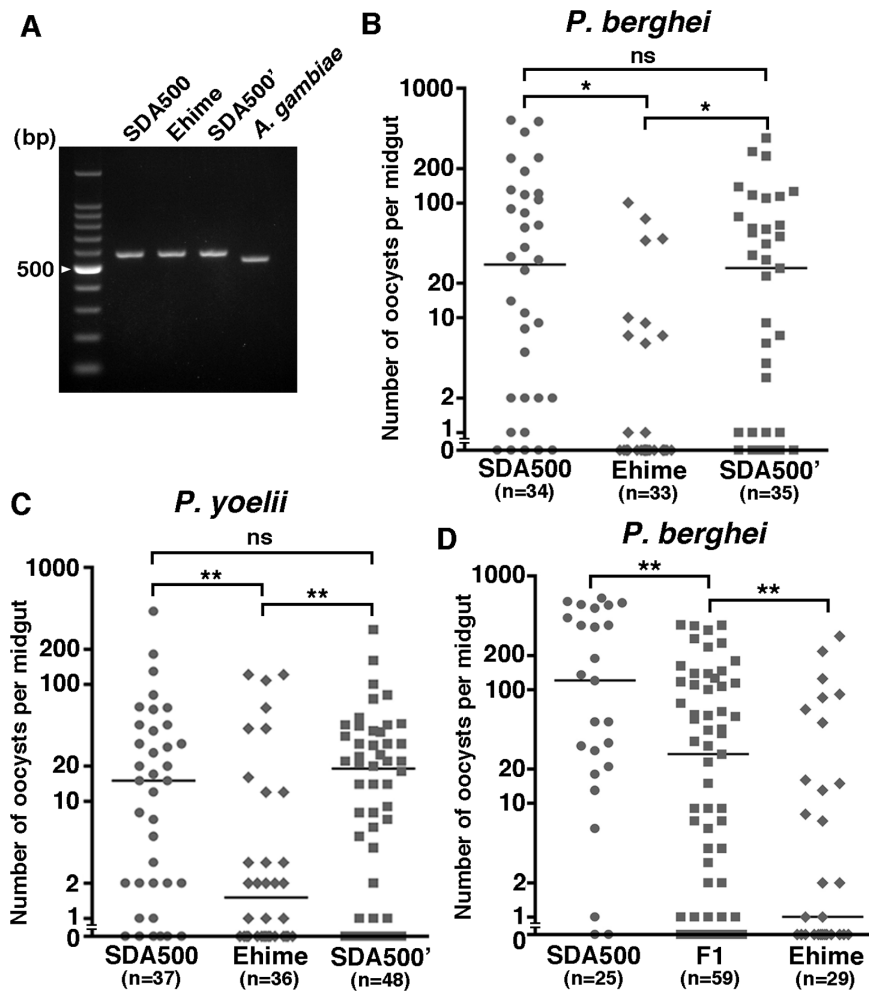 A
(bp)
SDA500
Ehime
SDA500’
A. gambiae
500
B
P. berghei
ns
*
*
Number of oocysts per midgut
1000
200
100
20
10
2
1
0
SDA500
Ehime
SDA500’
(n=34)
(n=33)
(n=35)
C
P. yoelii
ns
**
**
Number of oocysts per midgut
1000
200
100
20
10
2
1
0
SDA500
Ehime
SDA500’
(n=37)
(n=36)
(n=48)
D
P. berghei
**
**
Number of oocysts per midgut
1000
200
100
20
10
2
1
0
SDA500
F1
Ehime
(n=25)
(n=59)
(n=29)